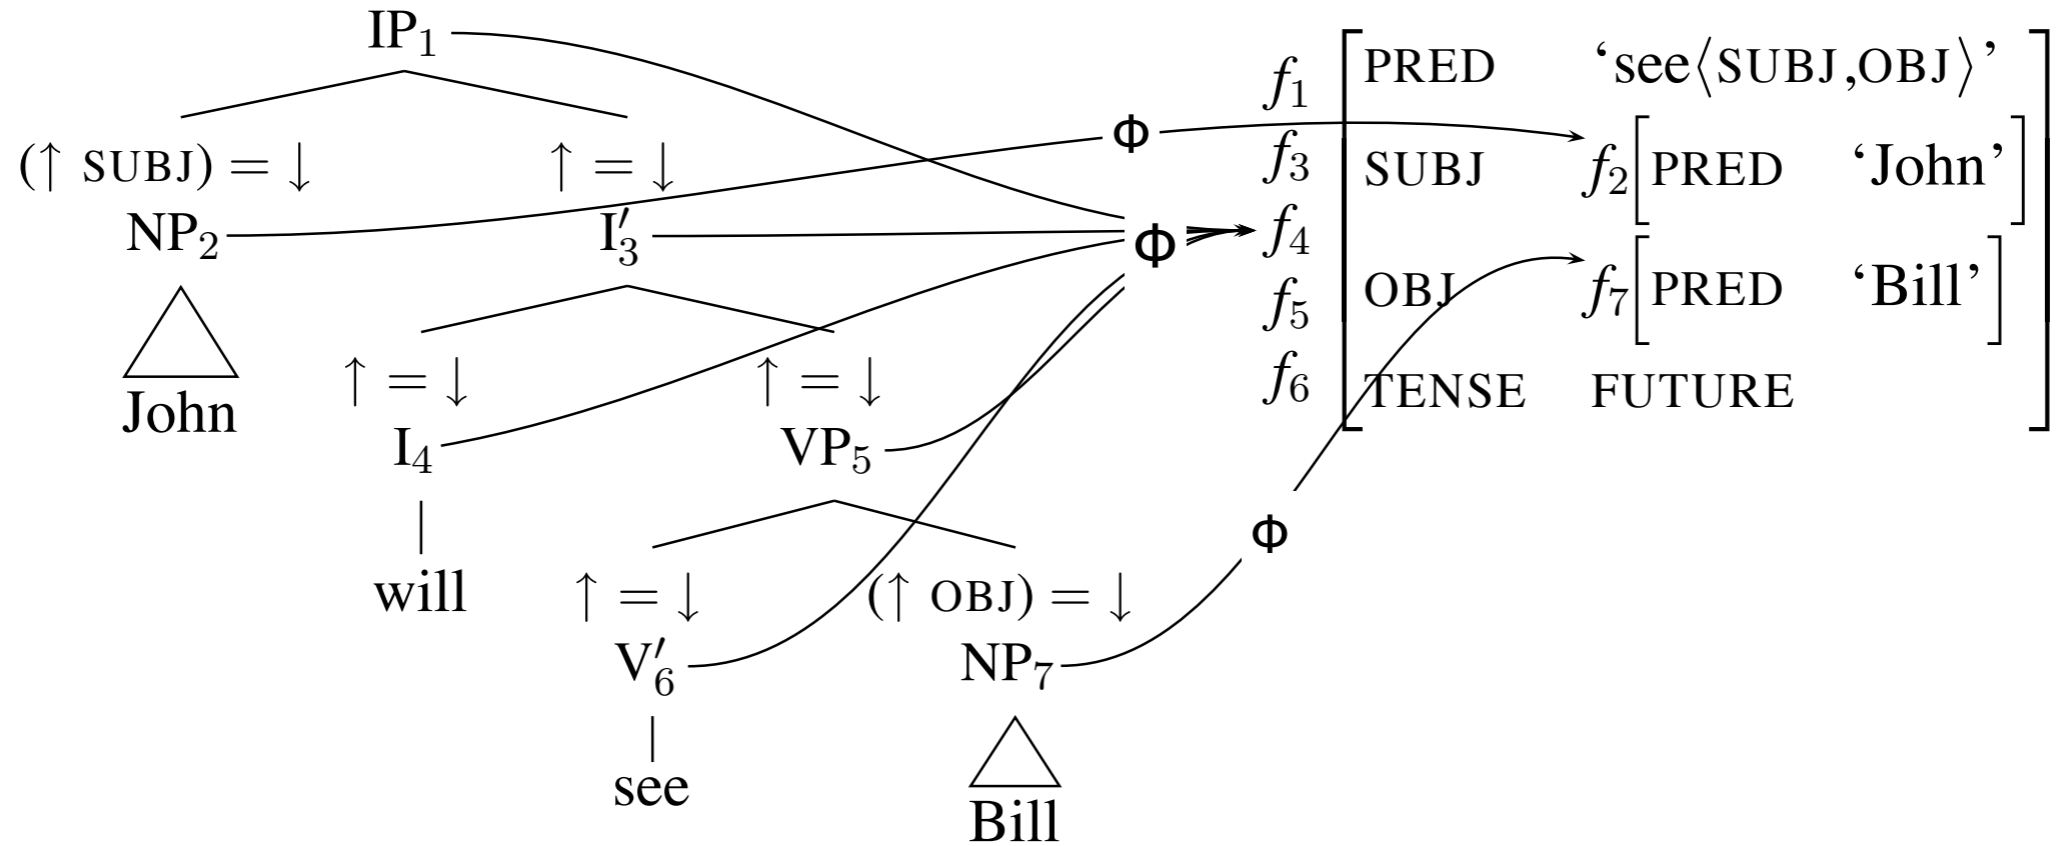 IP₁
f₁ PRED ‘see⟨SUBJ,OBJ⟩’
ϕ
(↑ SUBJ) = ↓ ↑ = ↓
f₃ SUBJ f₂ PRED ‘John’
NP₂ I′₃ ϕ f₄
f₅ OBJ f₇ PRED ‘Bill’
John ↑ = ↓ ↑ = ↓
f₆ TENSE FUTURE
I₄ VP₅
ϕ
will ↑ = ↓ (↑ OBJ) = ↓
V′₆ NP₇
see
Bill